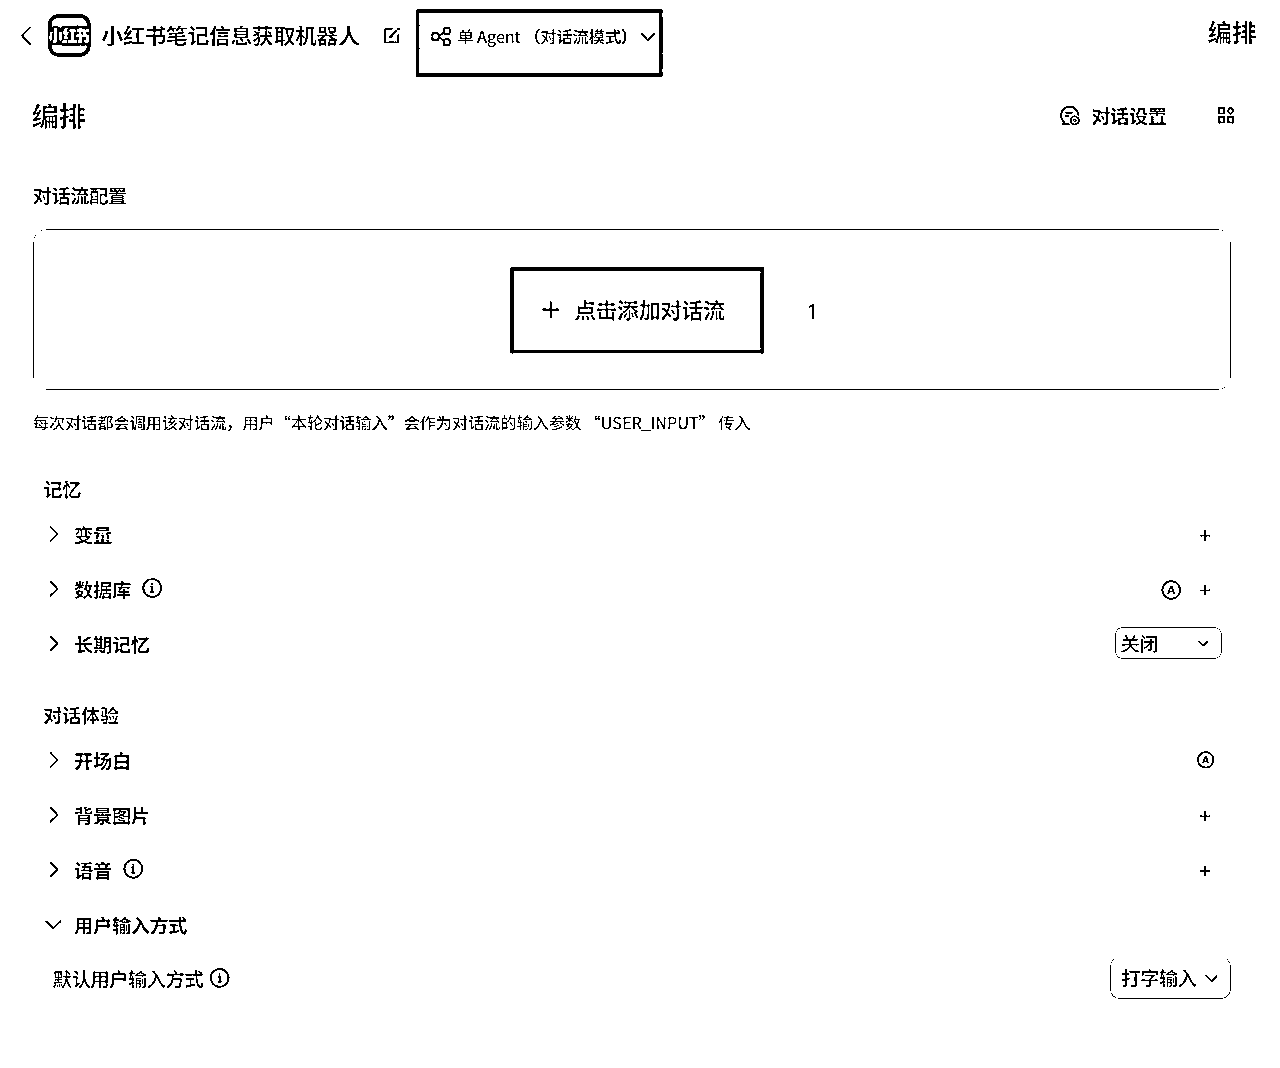 小红书 小红书笔记信息获取机器人 单 Agent （对话流模式） 编排
编排 对话设置
对话流配置
+ 点击添加对话流 1
每次对话都会调用该对话流，用户“本轮对话输入”会作为对话流的输入参数 “USER_INPUT” 传入
记忆
变量 +
数据库 A +
长期记忆 关闭
对话体验
开场白 A
背景图片 +
语音 +
用户输入方式
默认用户输入方式 打字输入